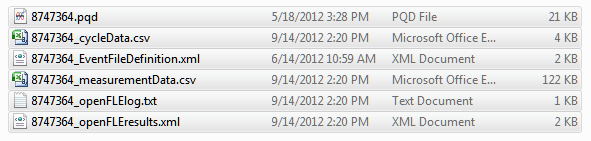 8747364.pqd 5/18/2012 3:28 PM PQD File 21 KB
8747364_cycleData.csv 9/14/2012 2:20 PM Microsoft Office E... 4 KB
8747364_EventFileDefinition.xml 6/14/2012 10:59 AM XML Document 2 KB
8747364_measurementData.csv 9/14/2012 2:20 PM Microsoft Office E... 122 KB
8747364_openFLElog.txt 9/14/2012 2:20 PM Text Document 1 KB
8747364_openFLEresults.xml 9/14/2012 2:20 PM XML Document 2 KB